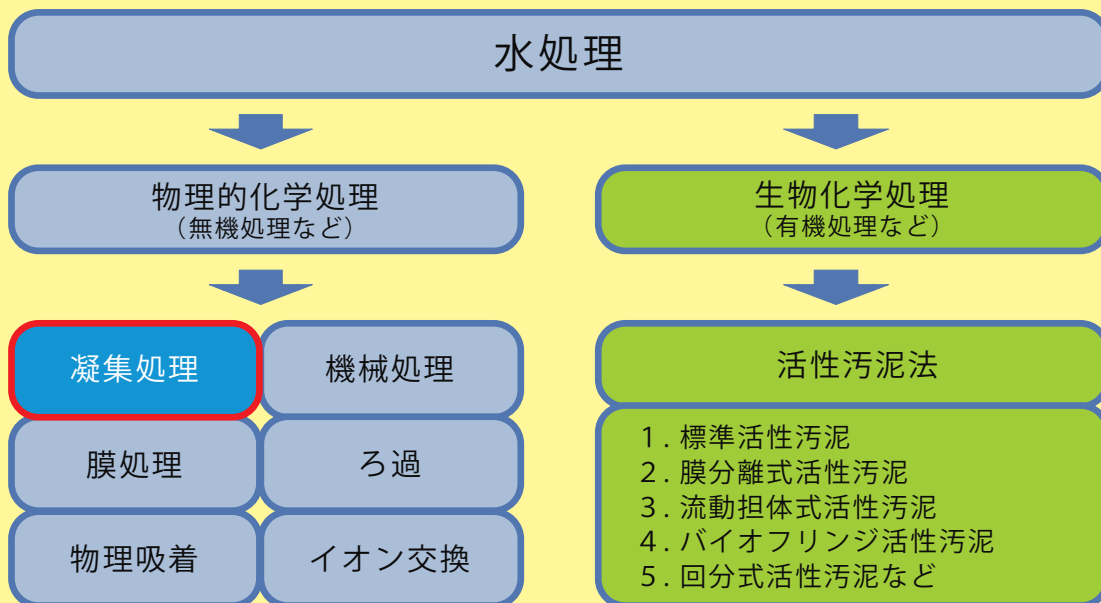 水処理
物理的化学処理
（無機処理など）
生物化学処理
（有機処理など）
凝集処理
機械処理
膜処理
ろ過
物理吸着
イオン交換
活性汚泥法
1．標準活性汚泥
2．膜分離式活性汚泥
3．流動担体式活性汚泥
4．バイオフリンジ活性汚泥
5．回分式活性汚泥など